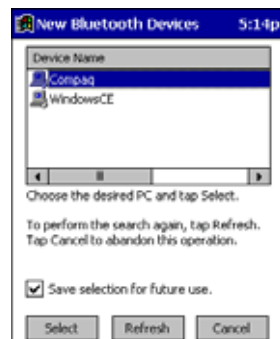 New Bluetooth Devices 5:14p
Device Name
Compaq
WindowsCE
Choose the desired PC and tap Select.
To perform the search again, tap Refresh.
Tap Cancel to abandon this operation.
Save selection for future use.
Select Refresh Cancel